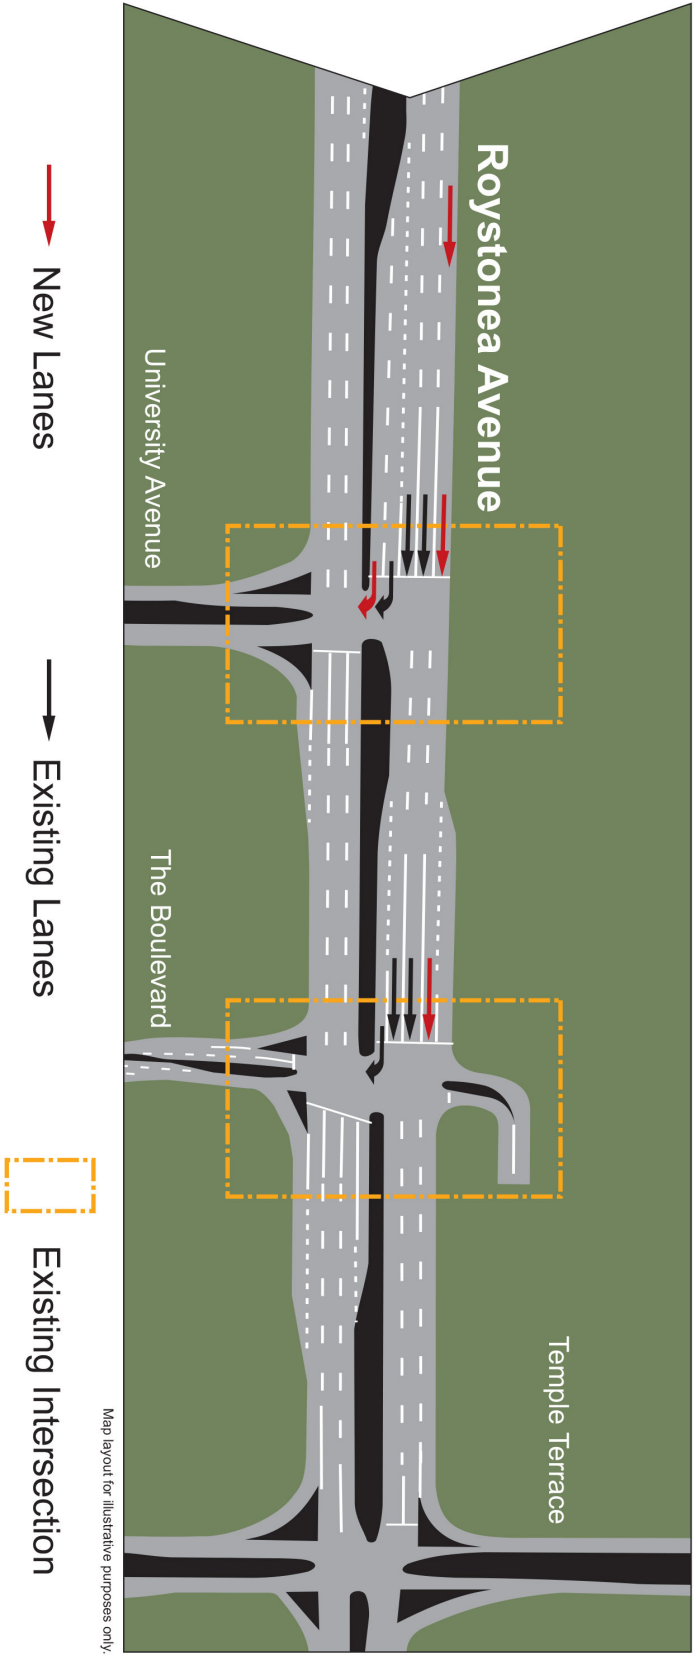 Roystonea Avenue
University Avenue
The Boulevard
Temple Terrace
New Lanes
Existing Lanes
Existing Intersection
Map layout for illustrative purposes only.